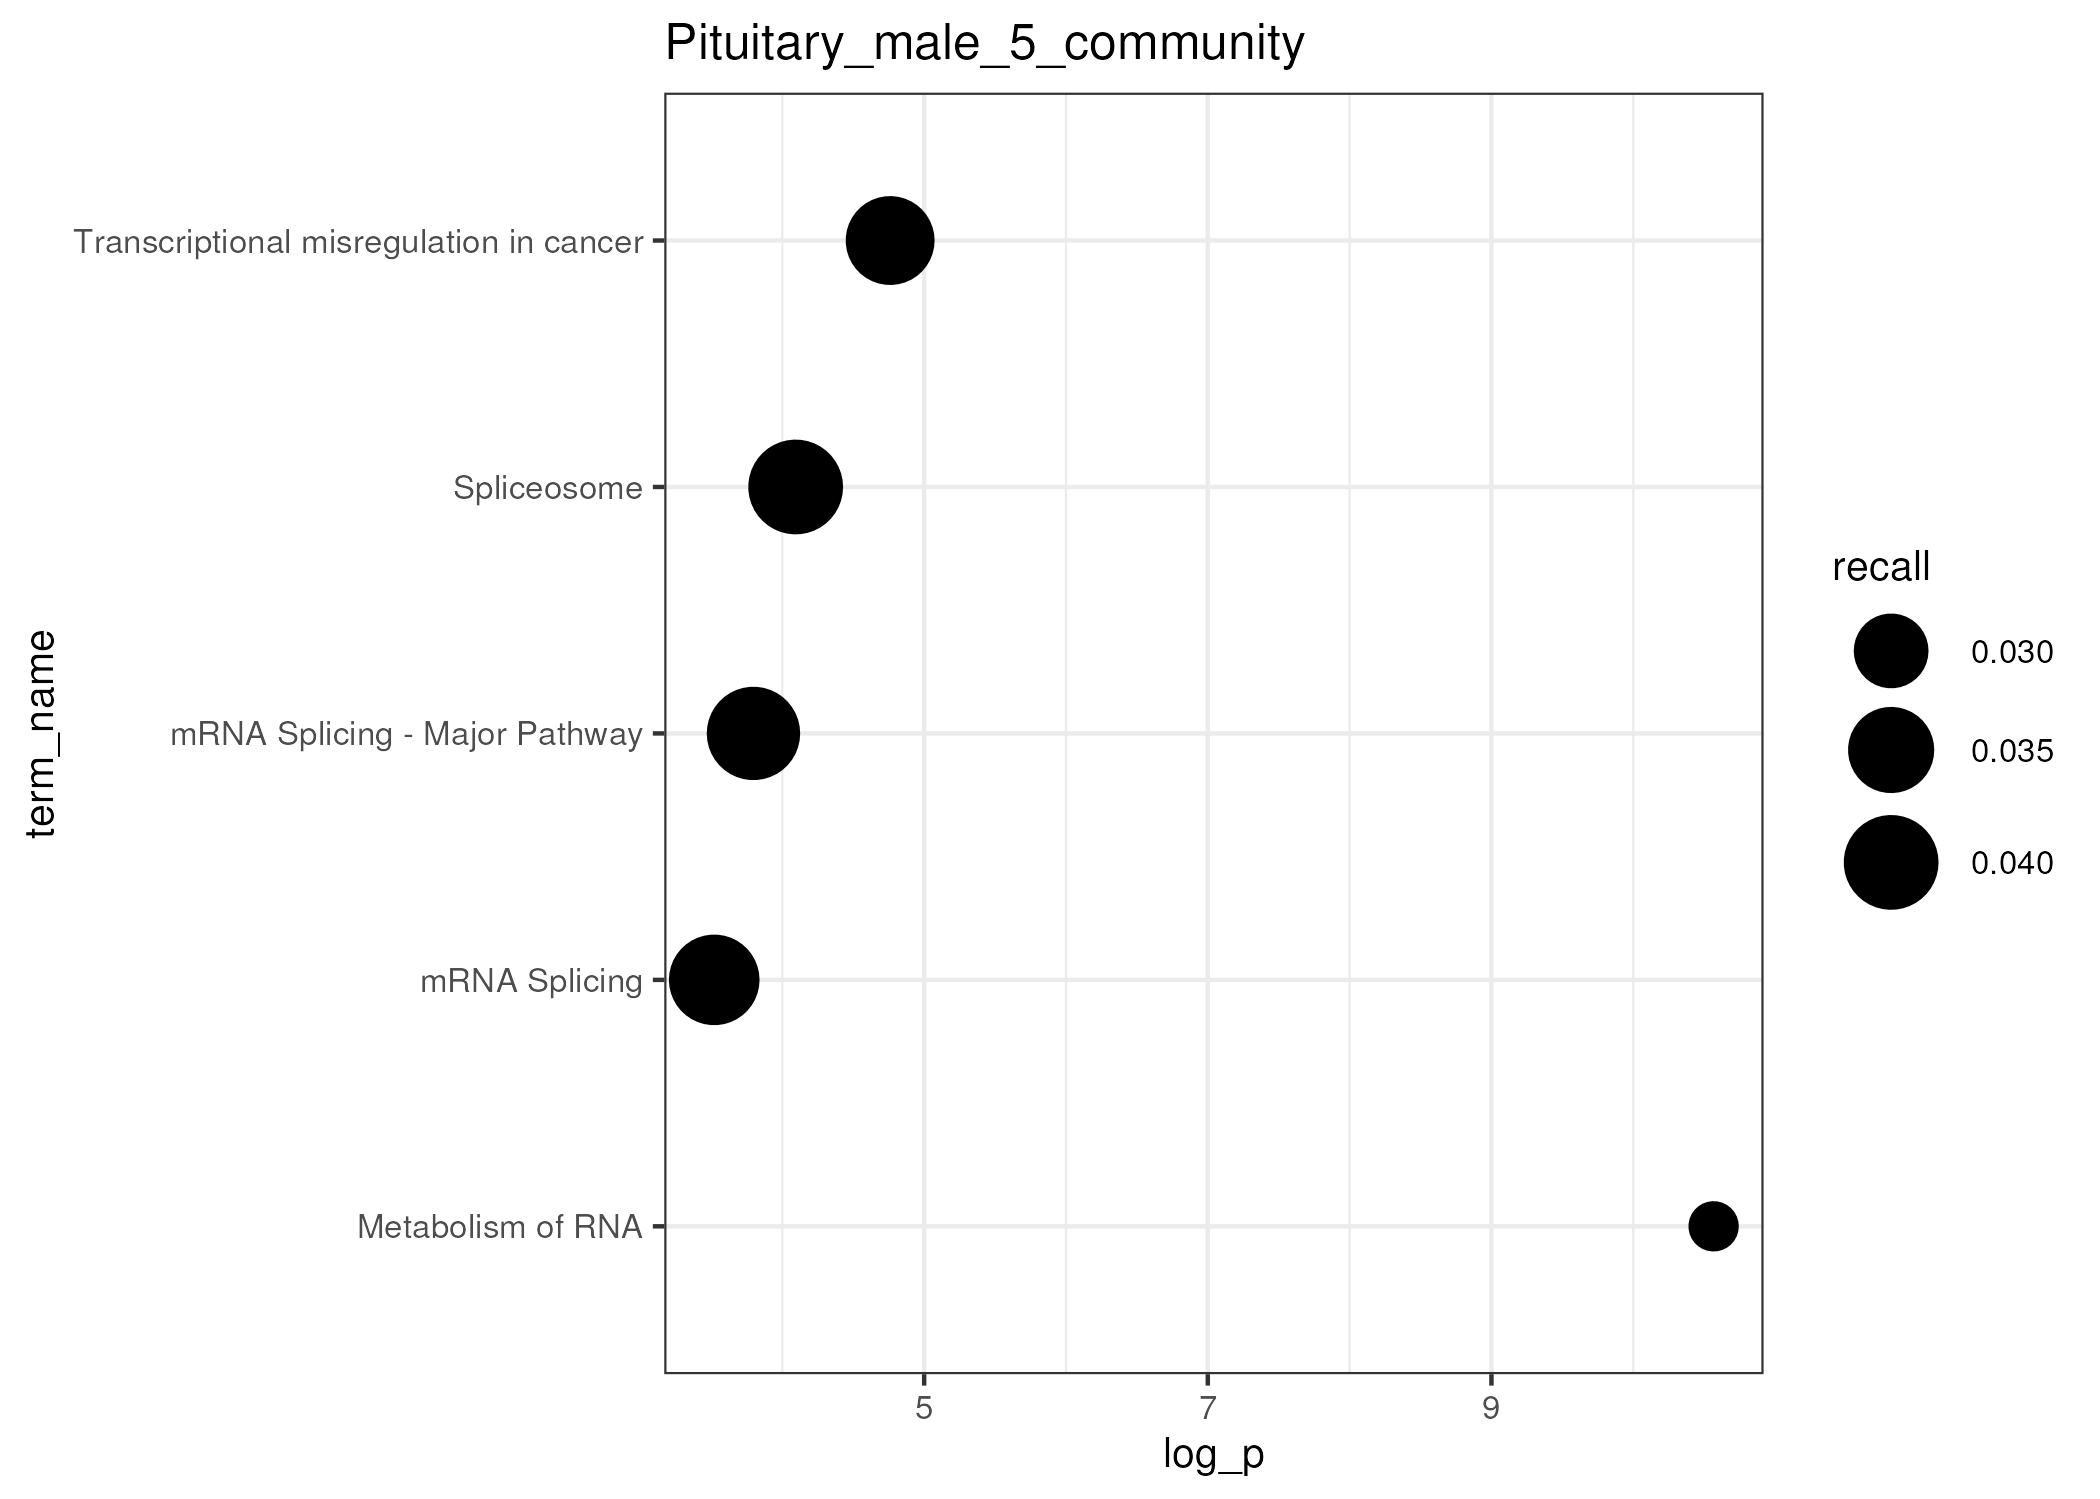 Pituitary_male_5_community
term_name
Transcriptional misregulation in cancer
Spliceosome
mRNA Splicing - Major Pathway
mRNA Splicing
Metabolism of RNA
5 7 9
log_p
recall
0.030
0.035
0.040